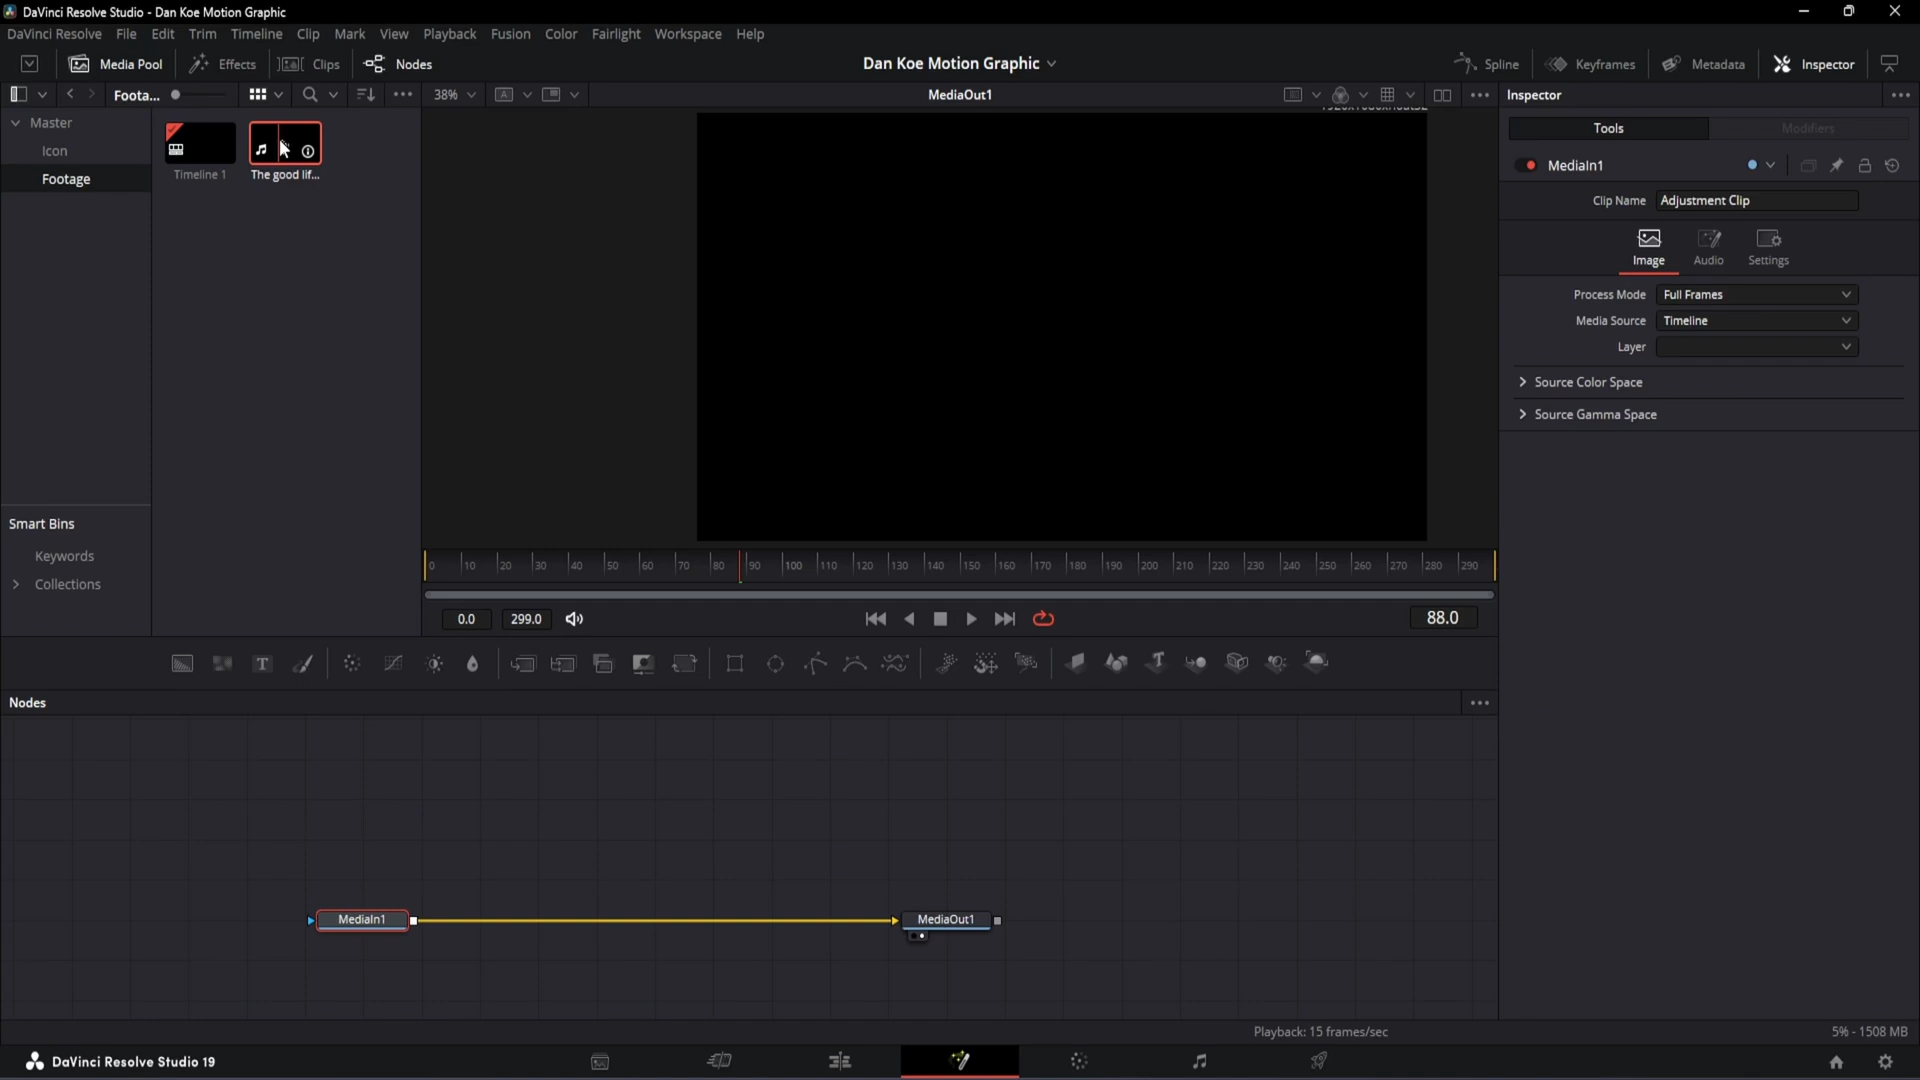 DaVinci Resolve Studio - Dan Koe Motion Graphic
DaVinci Resolve File Edit Trim Timeline Clip Mark View Playback Fusion Color Fairlight Workspace Help
Media Pool Effects Clips Nodes Dan Koe Motion Graphic Spline Keyframes Metadata Inspector
Foota... 38% MediaOut1 Inspector
Master
Icon
Footage
Timeline 1 The good lif...
Smart Bins
Keywords
Collections
Tools Modifiers
MediaIn1
Clip Name Adjustment Clip
Image Audio Settings
Process Mode Full Frames
Media Source Timeline
Layer
Source Color Space
Source Gamma Space
0 10 20 30 40 50 60 70 80 90 100 110 120 130 140 150 160 170 180 190 200 210 220 230 240 250 260 270 280 290
0.0 299.0 88.0
Nodes
MediaIn1 MediaOut1
Playback: 15 frames/sec 5% - 1508 MB
DaVinci Resolve Studio 19